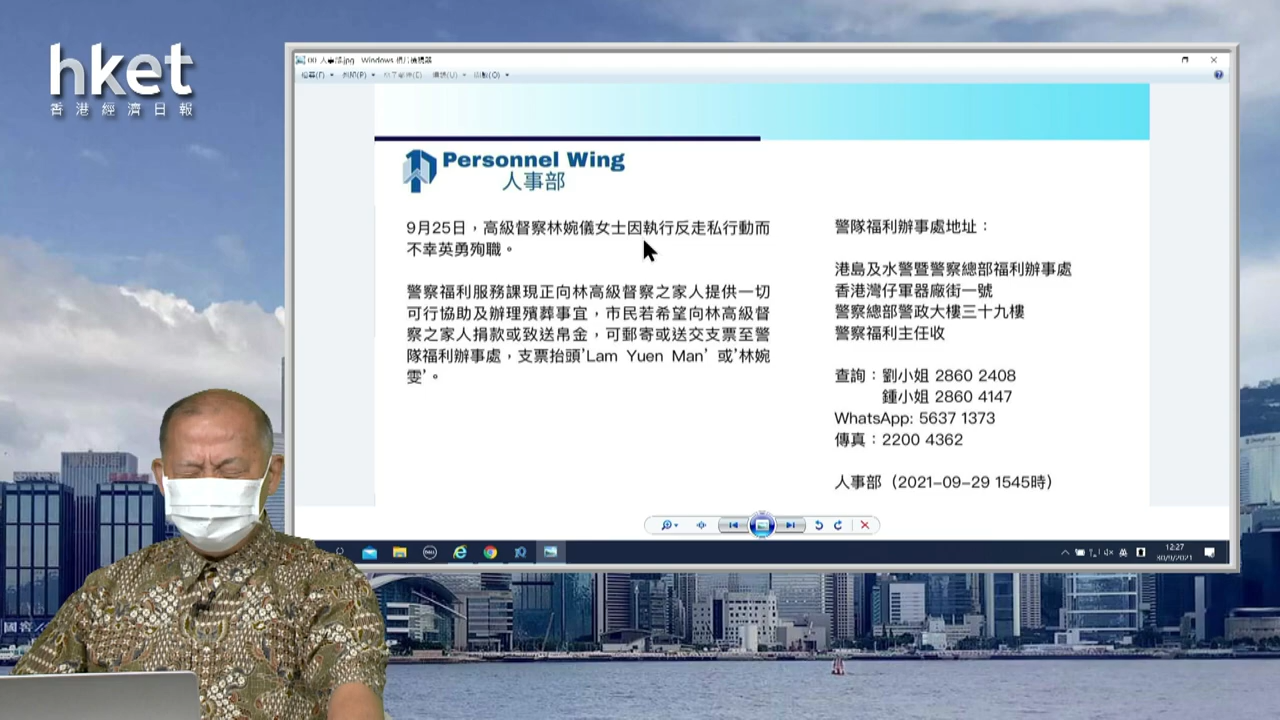 hket
香港經濟日報
Personnel Wing
人事部
9月25日，高級督察林婉儀女士因執行反走私行動而
不幸英勇殉職。
警察福利服務課現正向林高級督察之家人提供一切
可行協助及辦理殯葬事宜，市民若希望向林高級督
察之家人捐款或致送帛金，可郵寄或送交支票至警
隊福利辦事處，支票抬頭'Lam Yuen Man' 或'林婉
雯'。
警隊福利辦事處地址：
港島及水警暨警察總部福利辦事處
香港灣仔軍器廠街一號
警察總部警政大樓三十九樓
警察福利主任收
查詢：劉小姐 2860 2408
鍾小姐 2860 4147
WhatsApp: 5637 1373
傳真：2200 4362
人事部（2021-09-29 1545時）
英
12:27
30/9/2021